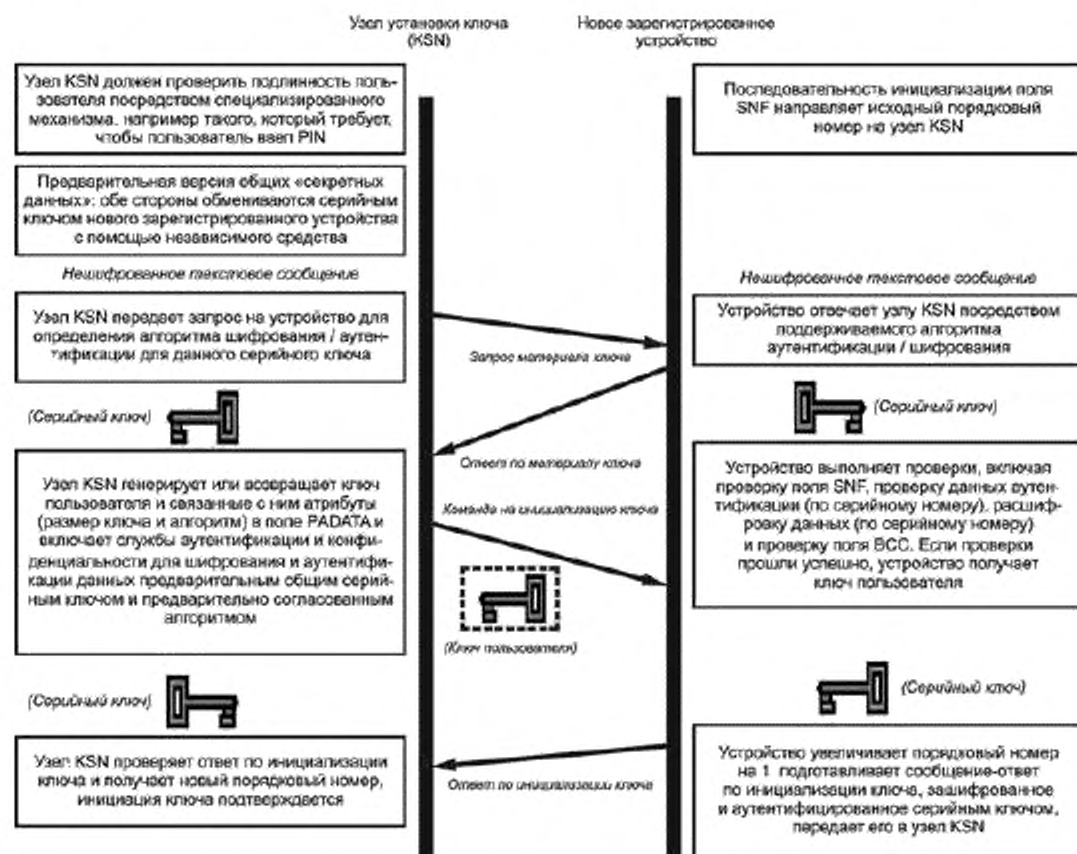 Узел установки ключа
(KSN)
Новое зарегистрированное
устройство
Узел KSN должен проверить подлинность поль-
зователя посредством специализированного
механизма, например такого, который требует,
чтобы пользователь ввел PIN
Последовательность инициализации поля
SNF направляет исходный порядковый
номер на узел KSN
Предварительная версия общих «секретных
данных»: обе стороны обмениваются серийным
ключом нового зарегистрированного устройства
с помощью независимого средства
Нешифрованное текстовое сообщение
Нешифрованное текстовое сообщение
Узел KSN передает запрос на устройство для
определения алгоритма шифрования / аутен-
тификации для данного серийного ключа
Запрос материала ключа
Устройство отвечает узлу KSN посредством
поддерживаемого алгоритма
аутентификации / шифрования
(Серийный ключ)
(Серийный ключ)
Ответ по материалу ключа
Узел KSN генерирует или возвращает ключ
пользователя и связанные с ним атрибуты
(размер ключа и алгоритм) в поле PADATA и
включает службы аутентификации и конфи-
денциальности для шифрования и аутентифи-
кации данных предварительным общим серий-
ным ключом и предварительно согласованным
алгоритмом
Команда на инициализацию ключа
(Ключ пользователя)
Устройство выполняет проверки, включая
проверку поля SNF, проверку данных аутен-
тификации (по серийному номеру), расшиф-
ровку данных (по серийному номеру)
и проверку поля BCC. Если проверки
прошли успешно, устройство получает
ключ пользователя
(Серийный ключ)
(Серийный ключ)
Узел KSN проверяет ответ по инициализации
ключа и получает новый порядковый номер,
инициация ключа подтверждается
Ответ по инициализации ключа
Устройство увеличивает порядковый номер
на 1 подготавливает сообщение-ответ
по инициализации ключа, зашифрованное
и аутентифицированное серийным ключом,
передает его в узел KSN